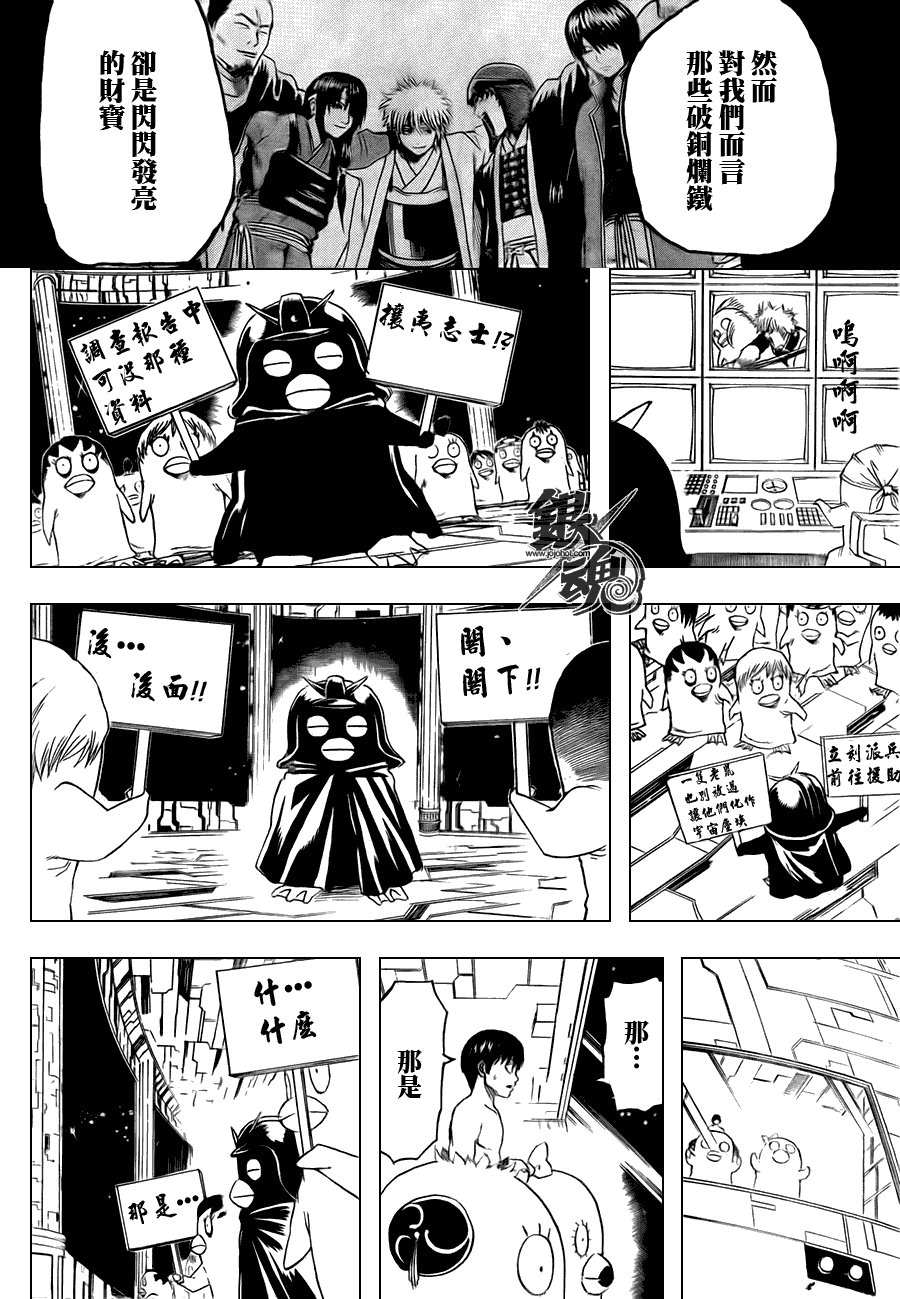 然而
對我們而言
那些破銅爛鐵
卻是閃閃發亮
的財寶
嗚啊啊啊
攘夷志士!?
調查報告中
可沒那種
資料
銀魂
www.jojohot.com
立刻派兵
前往援助
一隻老鼠
也別放過
讓他們化作
宇宙塵埃
閣、
閣下!!
後…
後面!!
那…
那是
什…
什麼
那是…